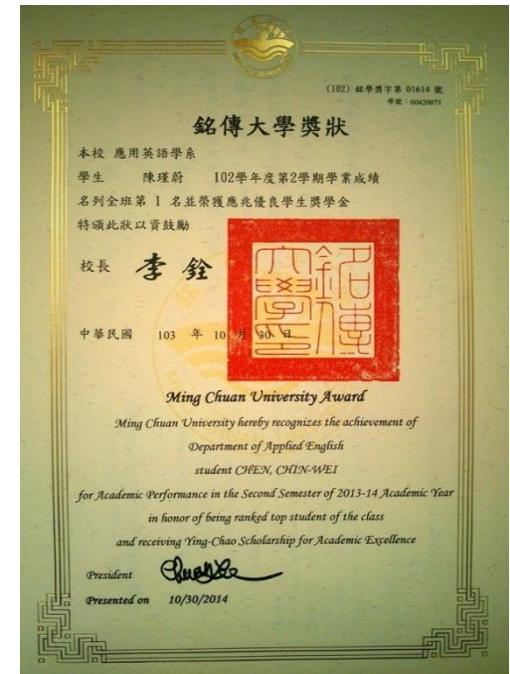 (102) 銘學獎字第 01614 號
學號：00420071
銘傳大學獎狀
本校 應用英語學系
學生 陳瑾蔚 102學年度第2學期學業成績
名列全班第 1 名並榮獲應兆優良學生獎學金
特頒此狀以資鼓勵
校長 李銓
銘傳大學印
中華民國 103 年 10 月 30 日
Ming Chuan University Award
Ming Chuan University hereby recognizes the achievement of
Department of Applied English
student CHEN, CHIN-WEI
for Academic Performance in the Second Semester of 2013-14 Academic Year
in honor of being ranked top student of the class
and receiving Ying-Chao Scholarship for Academic Excellence
President
Presented on 10/30/2014